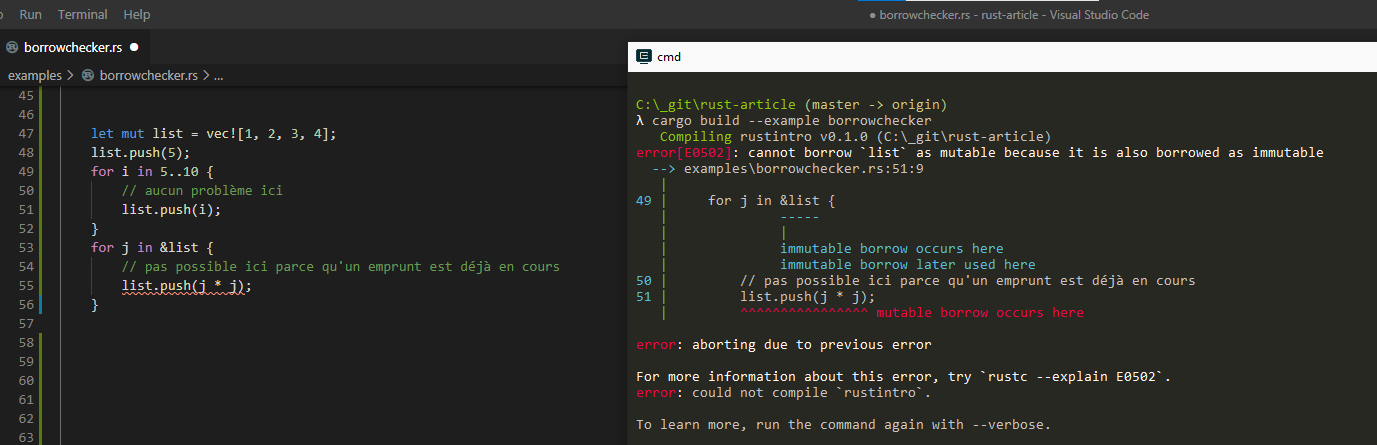 Run Terminal Help
● borrowchecker.rs - rust-article - Visual Studio Code
borrowchecker.rs ●
examples > borrowchecker.rs > ...
45
46
47 let mut list = vec![1, 2, 3, 4];
48 list.push(5);
49 for i in 5..10 {
50 // aucun problème ici
51 list.push(i);
52 }
53 for j in &list {
54 // pas possible ici parce qu'un emprunt est déjà en cours
55 list.push(j * j);
56 }
57
58
59
60
61
62
63
cmd
C:\_git\rust-article (master -> origin)
λ cargo build --example borrowchecker
Compiling rustintro v0.1.0 (C:\_git\rust-article)
error[E0502]: cannot borrow `list` as mutable because it is also borrowed as immutable
--> examples\borrowchecker.rs:51:9
|
49 | for j in &list {
| -----
| |
| immutable borrow occurs here
| immutable borrow later used here
50 | // pas possible ici parce qu'un emprunt est déjà en cours
51 | list.push(j * j);
| ^^^^^^^^^^^^^^^^ mutable borrow occurs here
error: aborting due to previous error
For more information about this error, try `rustc --explain E0502`.
error: could not compile `rustintro`.
To learn more, run the command again with --verbose.